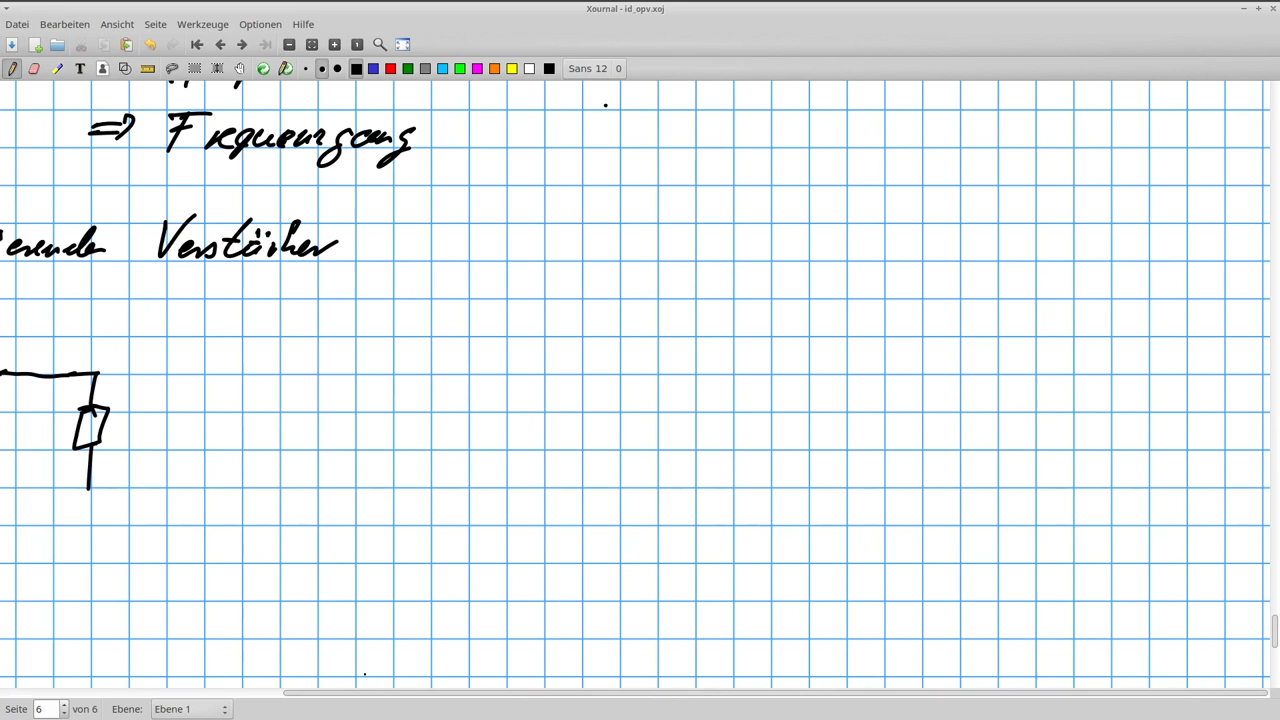 Xournal - id_opv.xoj
Datei Bearbeiten Ansicht Seite Werkzeuge Optionen Hilfe
Sans 12 0
⇒ Frequenzgang
ierender Verstärker
Seite 6 von 6 Ebene: Ebene 1